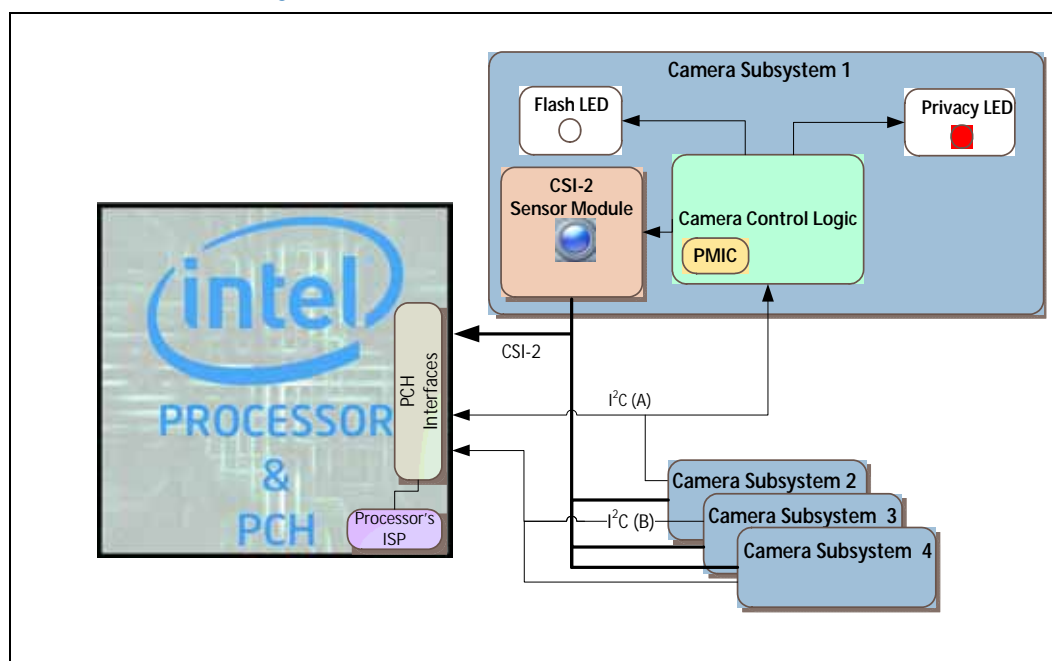 Camera Subsystem 1
Flash LED
Privacy LED
CSI-2
Sensor Module
Camera Control Logic
PMIC
intel
PROCESSOR
&
PCH
PCH
Interfaces
Processor's
ISP
CSI-2
I²C (A)
I²C (B)
Camera Subsystem 2
Camera Subsystem 3
Camera Subsystem 4